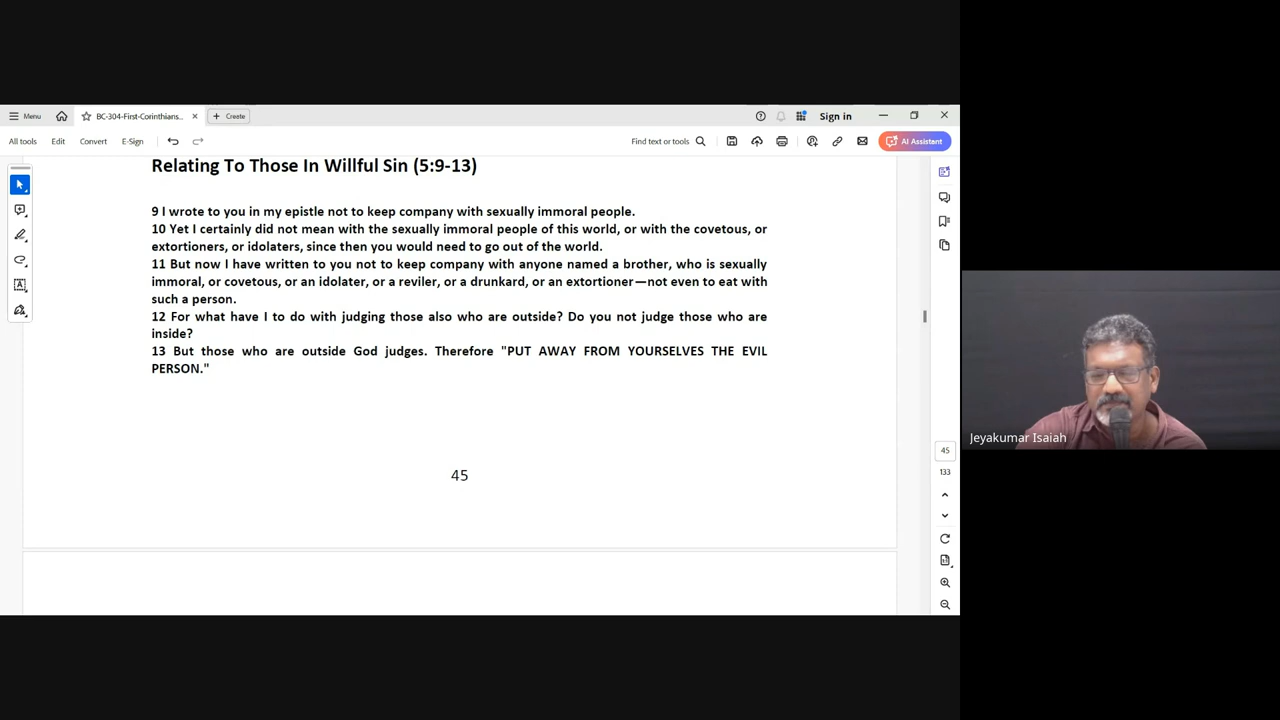 BC-304-First-Corinthians...
Create
Menu
Sign in
All tools
Edit
Convert
E-Sign
Find text or tools
AI Assistant
Relating To Those In Willful Sin (5:9-13)
9 I wrote to you in my epistle not to keep company with sexually immoral people.
10 Yet I certainly did not mean with the sexually immoral people of this world, or with the covetous, or
extortioners, or idolaters, since then you would need to go out of the world.
11 But now I have written to you not to keep company with anyone named a brother, who is sexually
immoral, or covetous, or an idolater, or a reviler, or a drunkard, or an extortioner—not even to eat with
such a person.
12 For what have I to do with judging those also who are outside? Do you not judge those who are
inside?
13 But those who are outside God judges. Therefore "PUT AWAY FROM YOURSELVES THE EVIL
PERSON."
45
45
133
Jeyakumar Isaiah